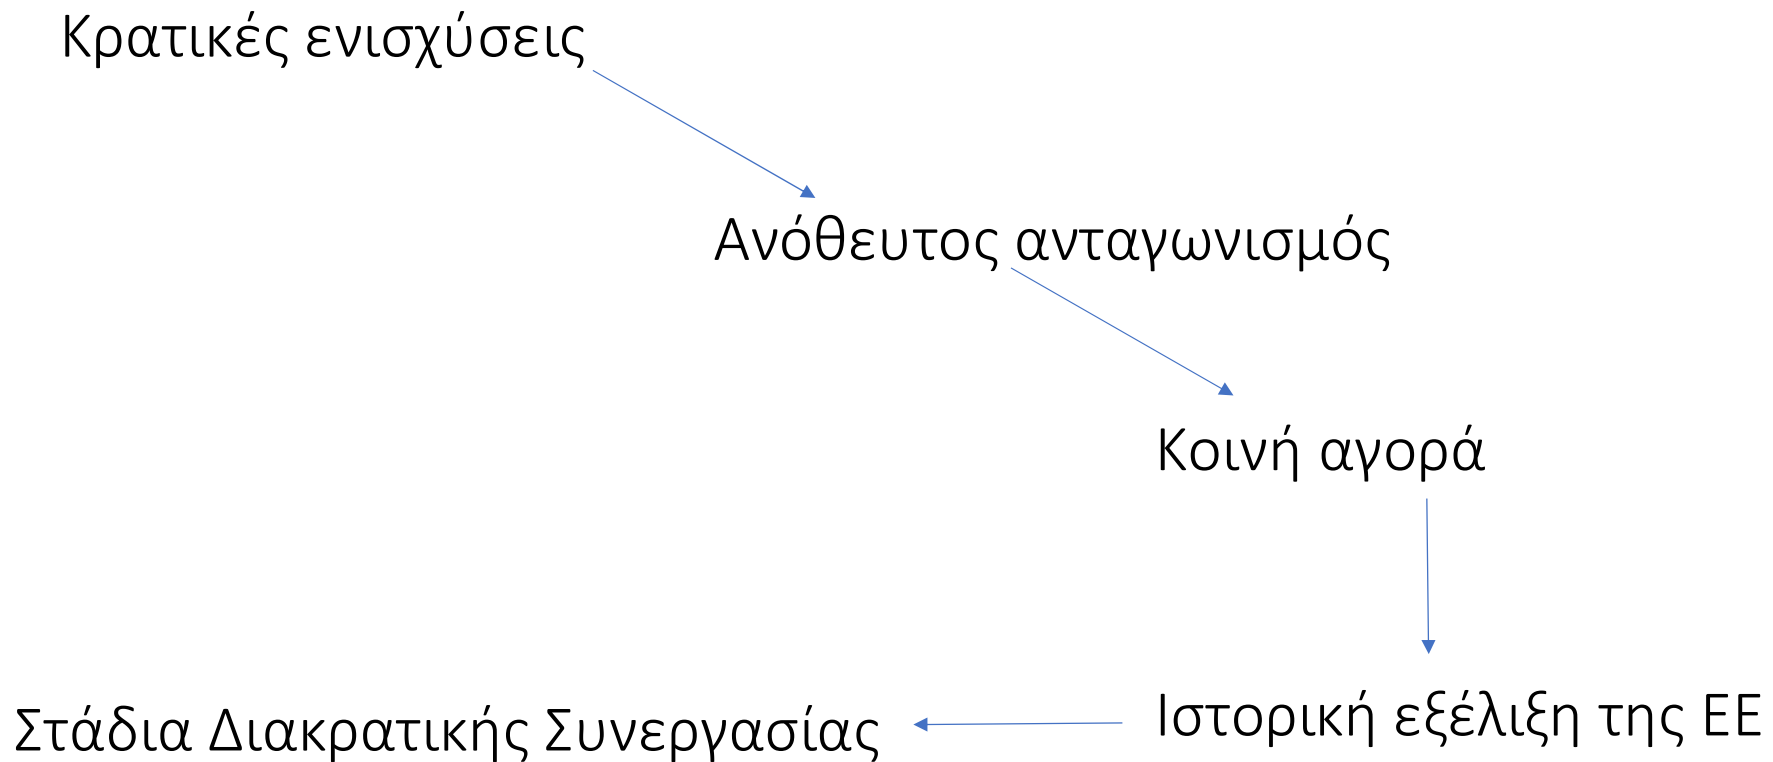 Κρατικές ενισχύσεις
Ανόθευτος ανταγωνισμός
Κοινή αγορά
Ιστορική εξέλιξη της ΕΕ
Στάδια Διακρατικής Συνεργασίας